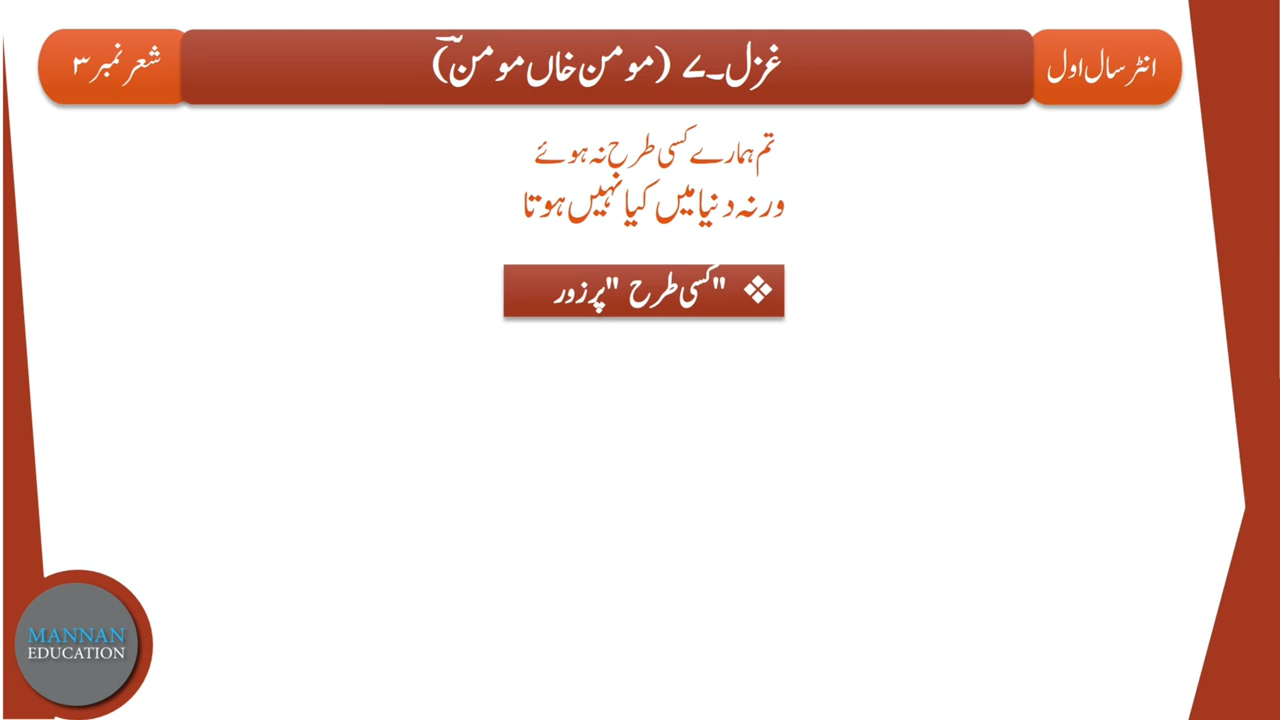 انٹر سال اول
غزل۔۷ (مومن خاں مومنؔ)
شعر نمبر ۳
تم ہمارے کسی طرح نہ ہوئے
ورنہ دنیا میں کیا نہیں ہوتا
❖ "کسی طرح" پر زور
MANNAN
EDUCATION